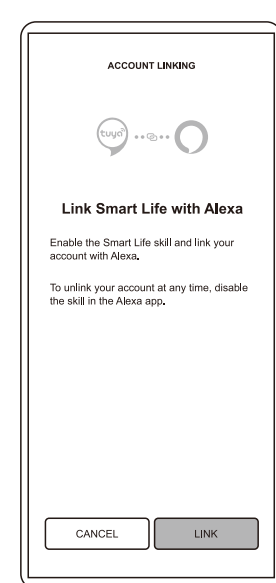 ACCOUNT LINKING
tuya
Link Smart Life with Alexa
Enable the Smart Life skill and link your
account with Alexa.
To unlink your account at any time, disable
the skill in the Alexa app.
CANCEL
LINK